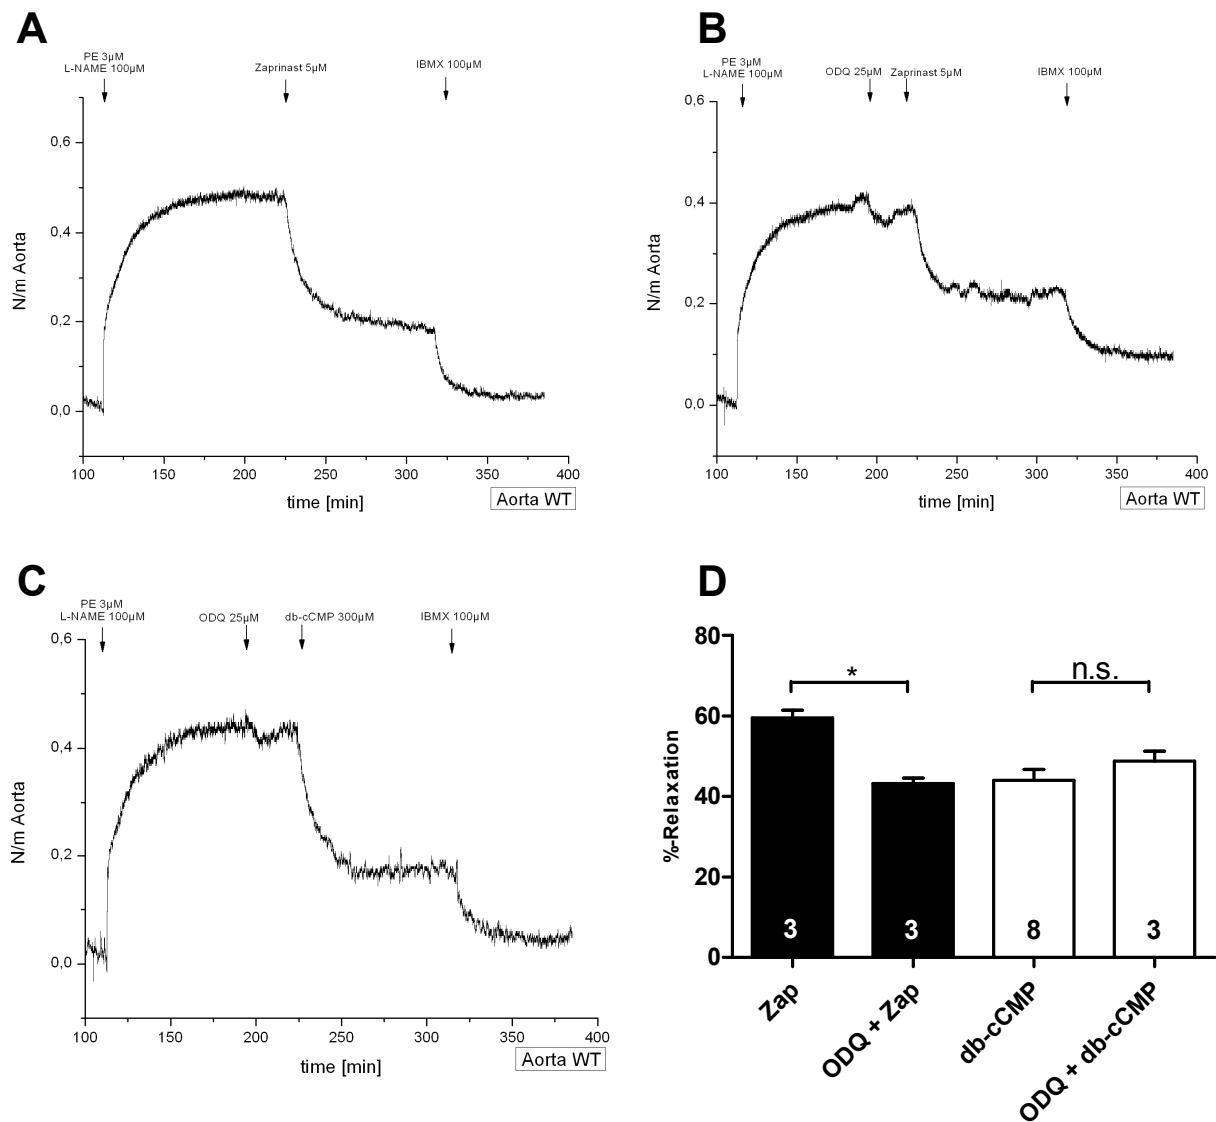 A
PE 3µM
L-NAME 100µM
Zaprinast 5µM
IBMX 100µM
N/m Aorta
0,6
0,4
0,2
0,0
100 150 200 250 300 350 400
time [min]
Aorta WT
B
PE 3µM
L-NAME 100µM
ODQ 25µM
Zaprinast 5µM
IBMX 100µM
N/m Aorta
0,6
0,4
0,2
0,0
100 150 200 250 300 350 400
time [min]
Aorta WT
C
PE 3µM
L-NAME 100µM
ODQ 25µM
db-cCMP 300µM
IBMX 100µM
N/m Aorta
0,6
0,4
0,2
0,0
100 150 200 250 300 350 400
time [min]
Aorta WT
D
%-Relaxation
80
60
40
20
0
*
n.s.
3 3 8 3
Zap
ODQ + Zap
db-cCMP
ODQ + db-cCMP